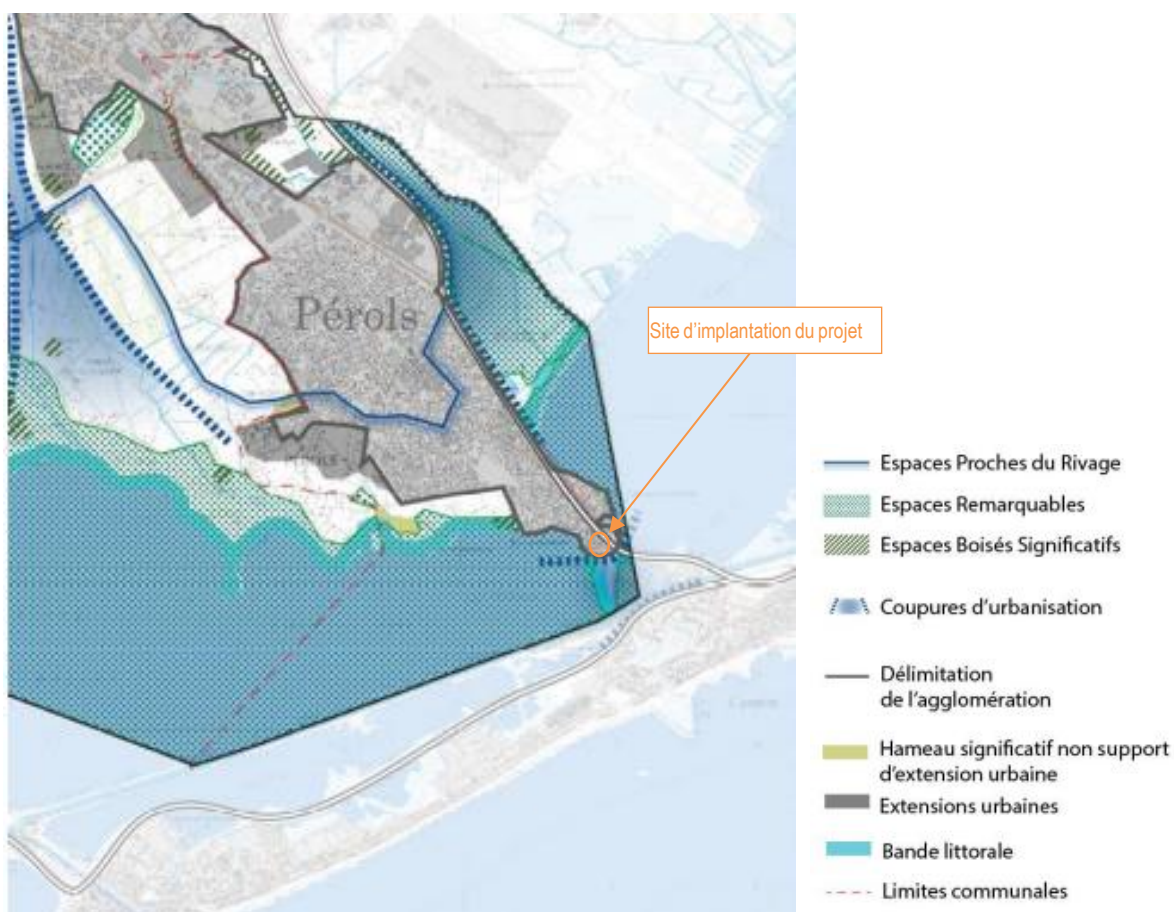 Pérols
Site d'implantation du projet
Espaces Proches du Rivage
Espaces Remarquables
Espaces Boisés Significatifs
Coupures d'urbanisation
Délimitation
de l'agglomération
Hameau significatif non support
d'extension urbaine
Extensions urbaines
Bande littorale
Limites communales